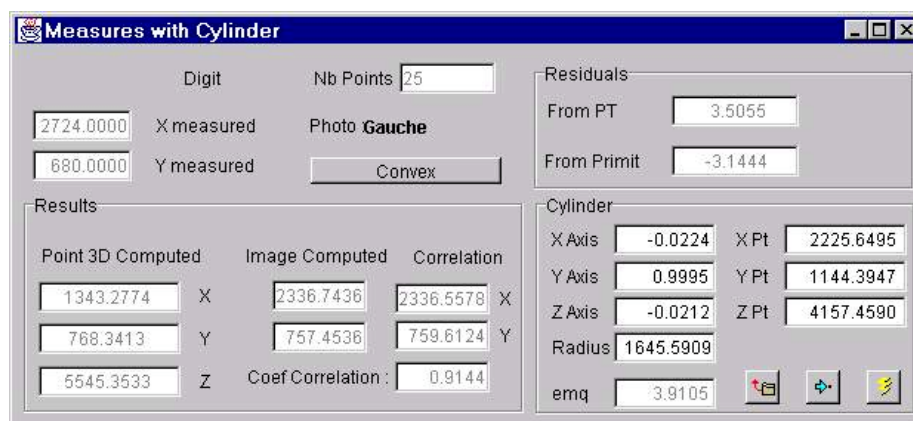 Measures with Cylinder
Digit
Nb Points 25
2724.0000 X measured
Photo :Gauche
680.0000 Y measured
Convex
Residuals
From PT 3.5055
From Primit -3.1444
Results
Point 3D Computed Image Computed Correlation
1343.2774 X 2336.7436 2336.5578 X
768.3413 Y 757.4536 759.6124 Y
5545.3533 Z Coef Correlation : 0.9144
Cylinder
X Axis -0.0224 X Pt 2225.6495
Y Axis 0.9995 Y Pt 1144.3947
Z Axis -0.0212 Z Pt 4157.4590
Radius 1645.5909
emq 3.9105